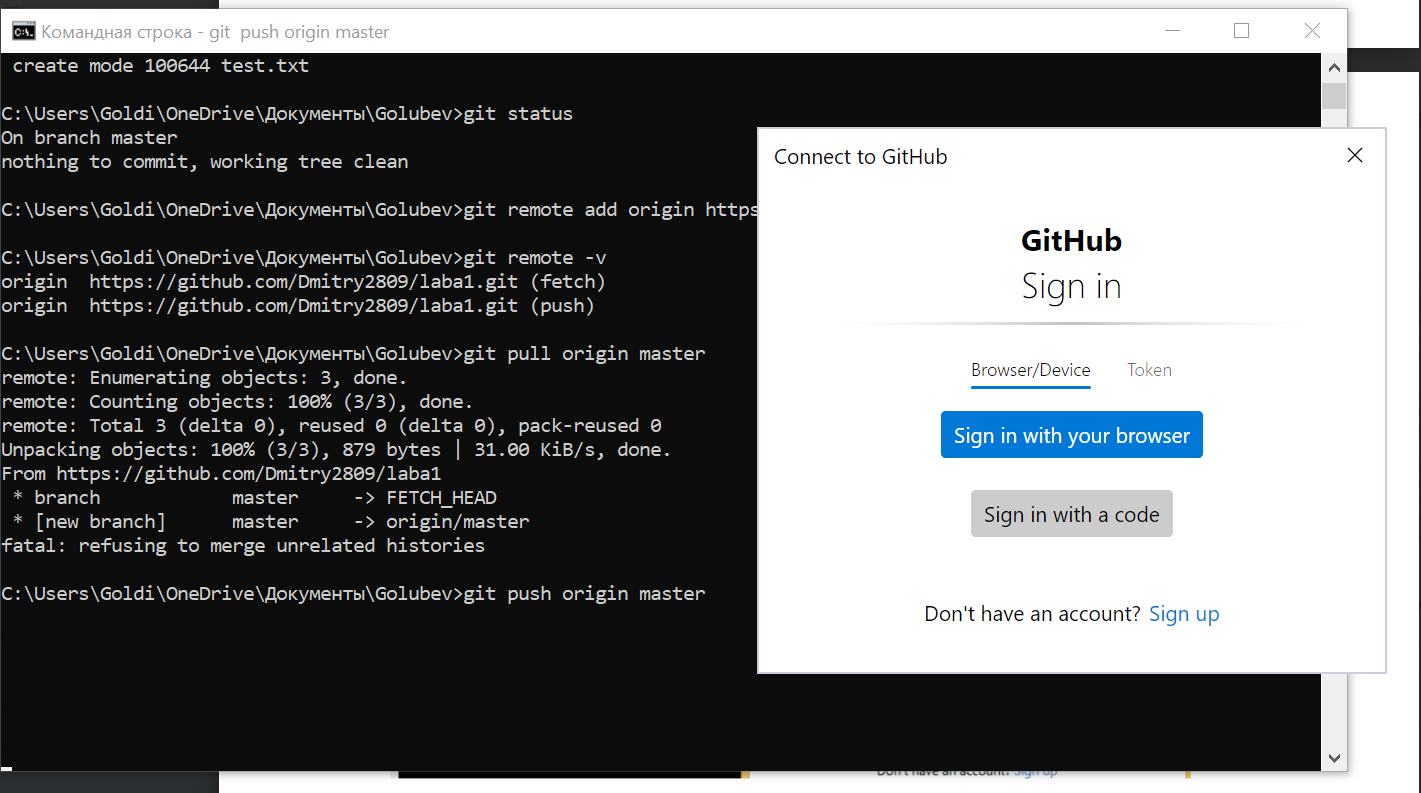 Командная строка - git  push origin master
 create mode 100644 test.txt
C:\Users\Goldi\OneDrive\Документы\Golubev>git status
On branch master
nothing to commit, working tree clean
C:\Users\Goldi\OneDrive\Документы\Golubev>git remote add origin https
C:\Users\Goldi\OneDrive\Документы\Golubev>git remote -v
origin  https://github.com/Dmitry2809/laba1.git (fetch)
origin  https://github.com/Dmitry2809/laba1.git (push)
C:\Users\Goldi\OneDrive\Документы\Golubev>git pull origin master
remote: Enumerating objects: 3, done.
remote: Counting objects: 100% (3/3), done.
remote: Total 3 (delta 0), reused 0 (delta 0), pack-reused 0
Unpacking objects: 100% (3/3), 879 bytes | 31.00 KiB/s, done.
From https://github.com/Dmitry2809/laba1
 * branch            master     -> FETCH_HEAD
 * [new branch]      master     -> origin/master
fatal: refusing to merge unrelated histories
C:\Users\Goldi\OneDrive\Документы\Golubev>git push origin master
Connect to GitHub
GitHub
Sign in
Browser/Device
Token
Sign in with your browser
Sign in with a code
Don't have an account? Sign up
Don't have an account? Sign up